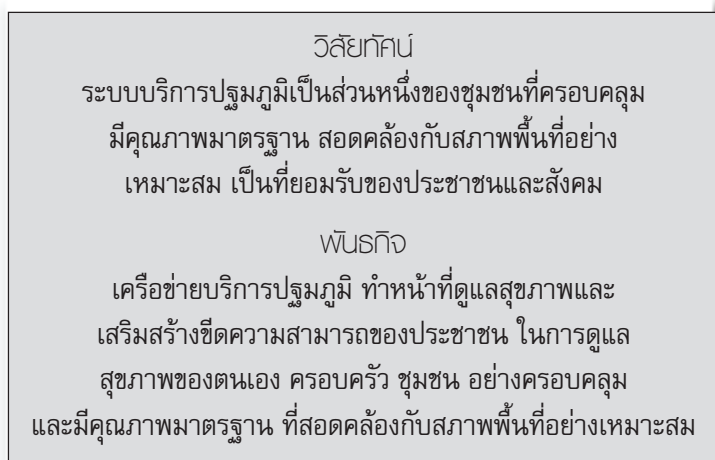 วิสัยทัศน์
ระบบบริการปฐมภูมิเป็นส่วนหนึ่งของชุมชนที่ครอบคลุม
มีคุณภาพมาตรฐาน สอดคล้องกับสภาพพื้นที่อย่าง
เหมาะสม เป็นที่ยอมรับของประชาชนและสังคม
พันธกิจ
เครือข่ายบริการปฐมภูมิ ทำหน้าที่ดูแลสุขภาพและ
เสริมสร้างขีดความสามารถของประชาชน ในการดูแล
สุขภาพของตนเอง ครอบครัว ชุมชน อย่างครอบคลุม
และมีคุณภาพมาตรฐาน ที่สอดคล้องกับสภาพพื้นที่อย่างเหมาะสม